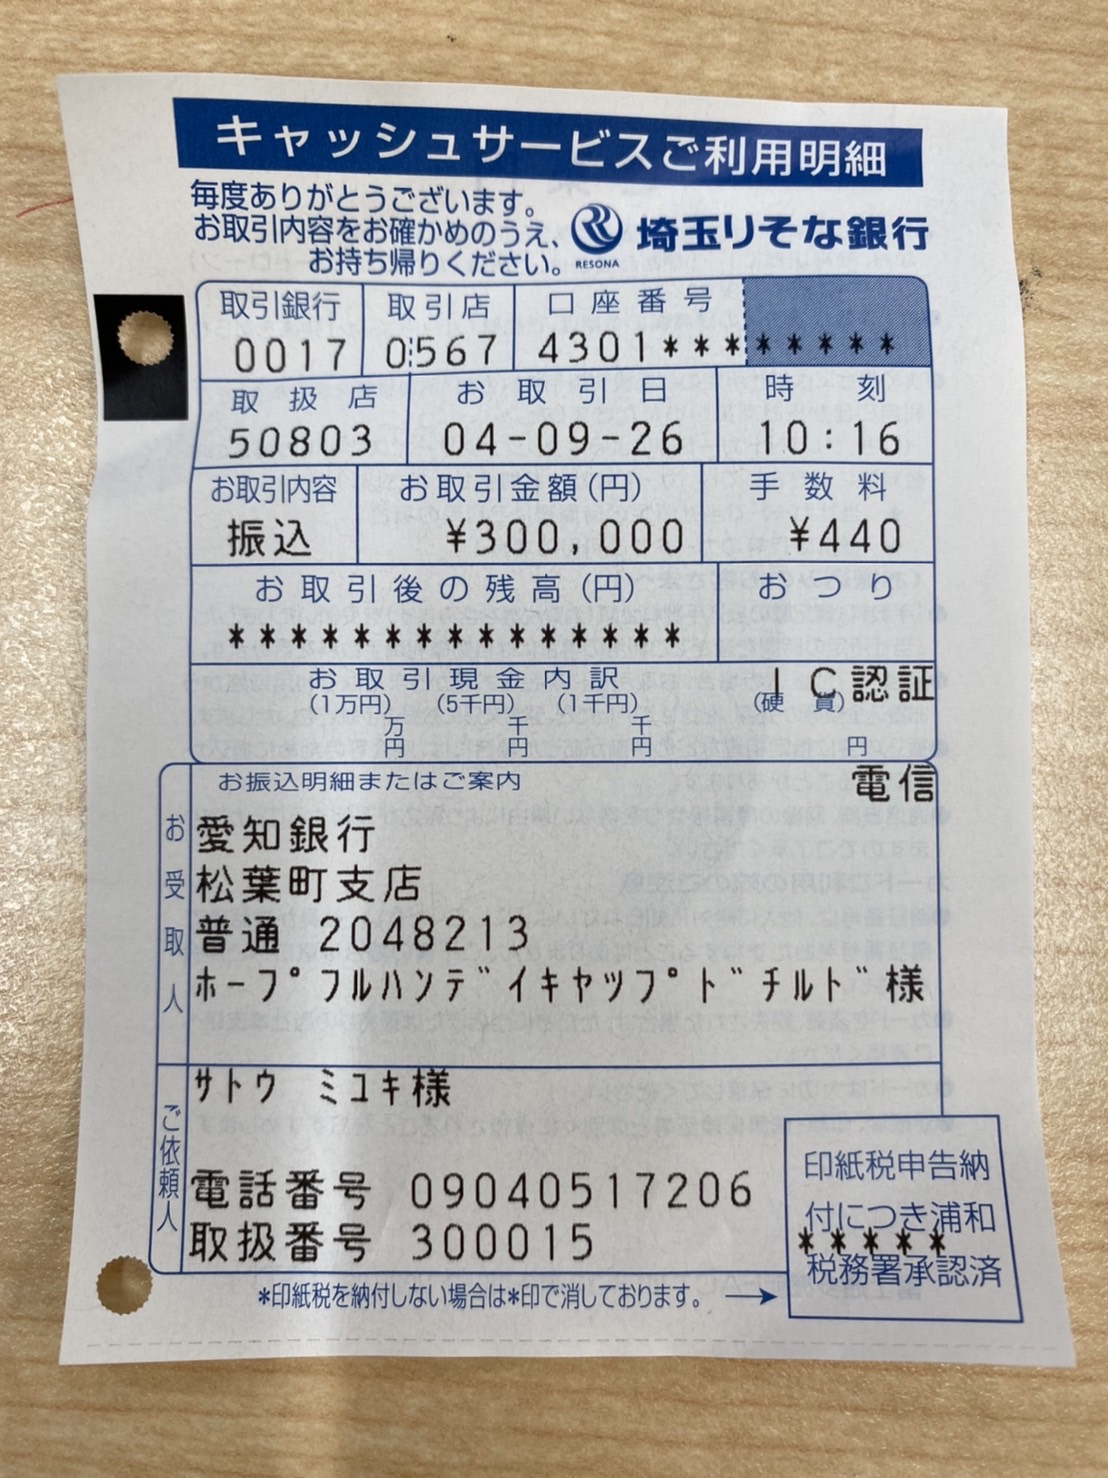 キャッシュサービスご利用明細
毎度ありがとうございます。
お取引内容をお確かめのうえ、
お持ち帰りください。
RESONA
埼玉りそな銀行
取引銀行 取引店 口座番号
0017 0567 4301********
取扱店 お取引日 時刻
50803 04-09-26 10:16
お取引内容 お取引金額(円) 手数料
振込 ¥300,000 ¥440
お取引後の残高(円) おつり
***************
お取引現金内訳 IC認証
(1万円) (5千円) (1千円) (硬貨)
万 千 千
円 円 円 円
お振込明細またはご案内 電信
お受取人
愛知銀行
松葉町支店
普通 2048213
ホープフルハンデイキヤツプドチルド様
ご依頼人
サトウ ミユキ様
電話番号 09040517206
取扱番号 300015
印紙税申告納
付につき浦和
*****
税務署承認済
*印紙税を納付しない場合は*印で消しております。 →